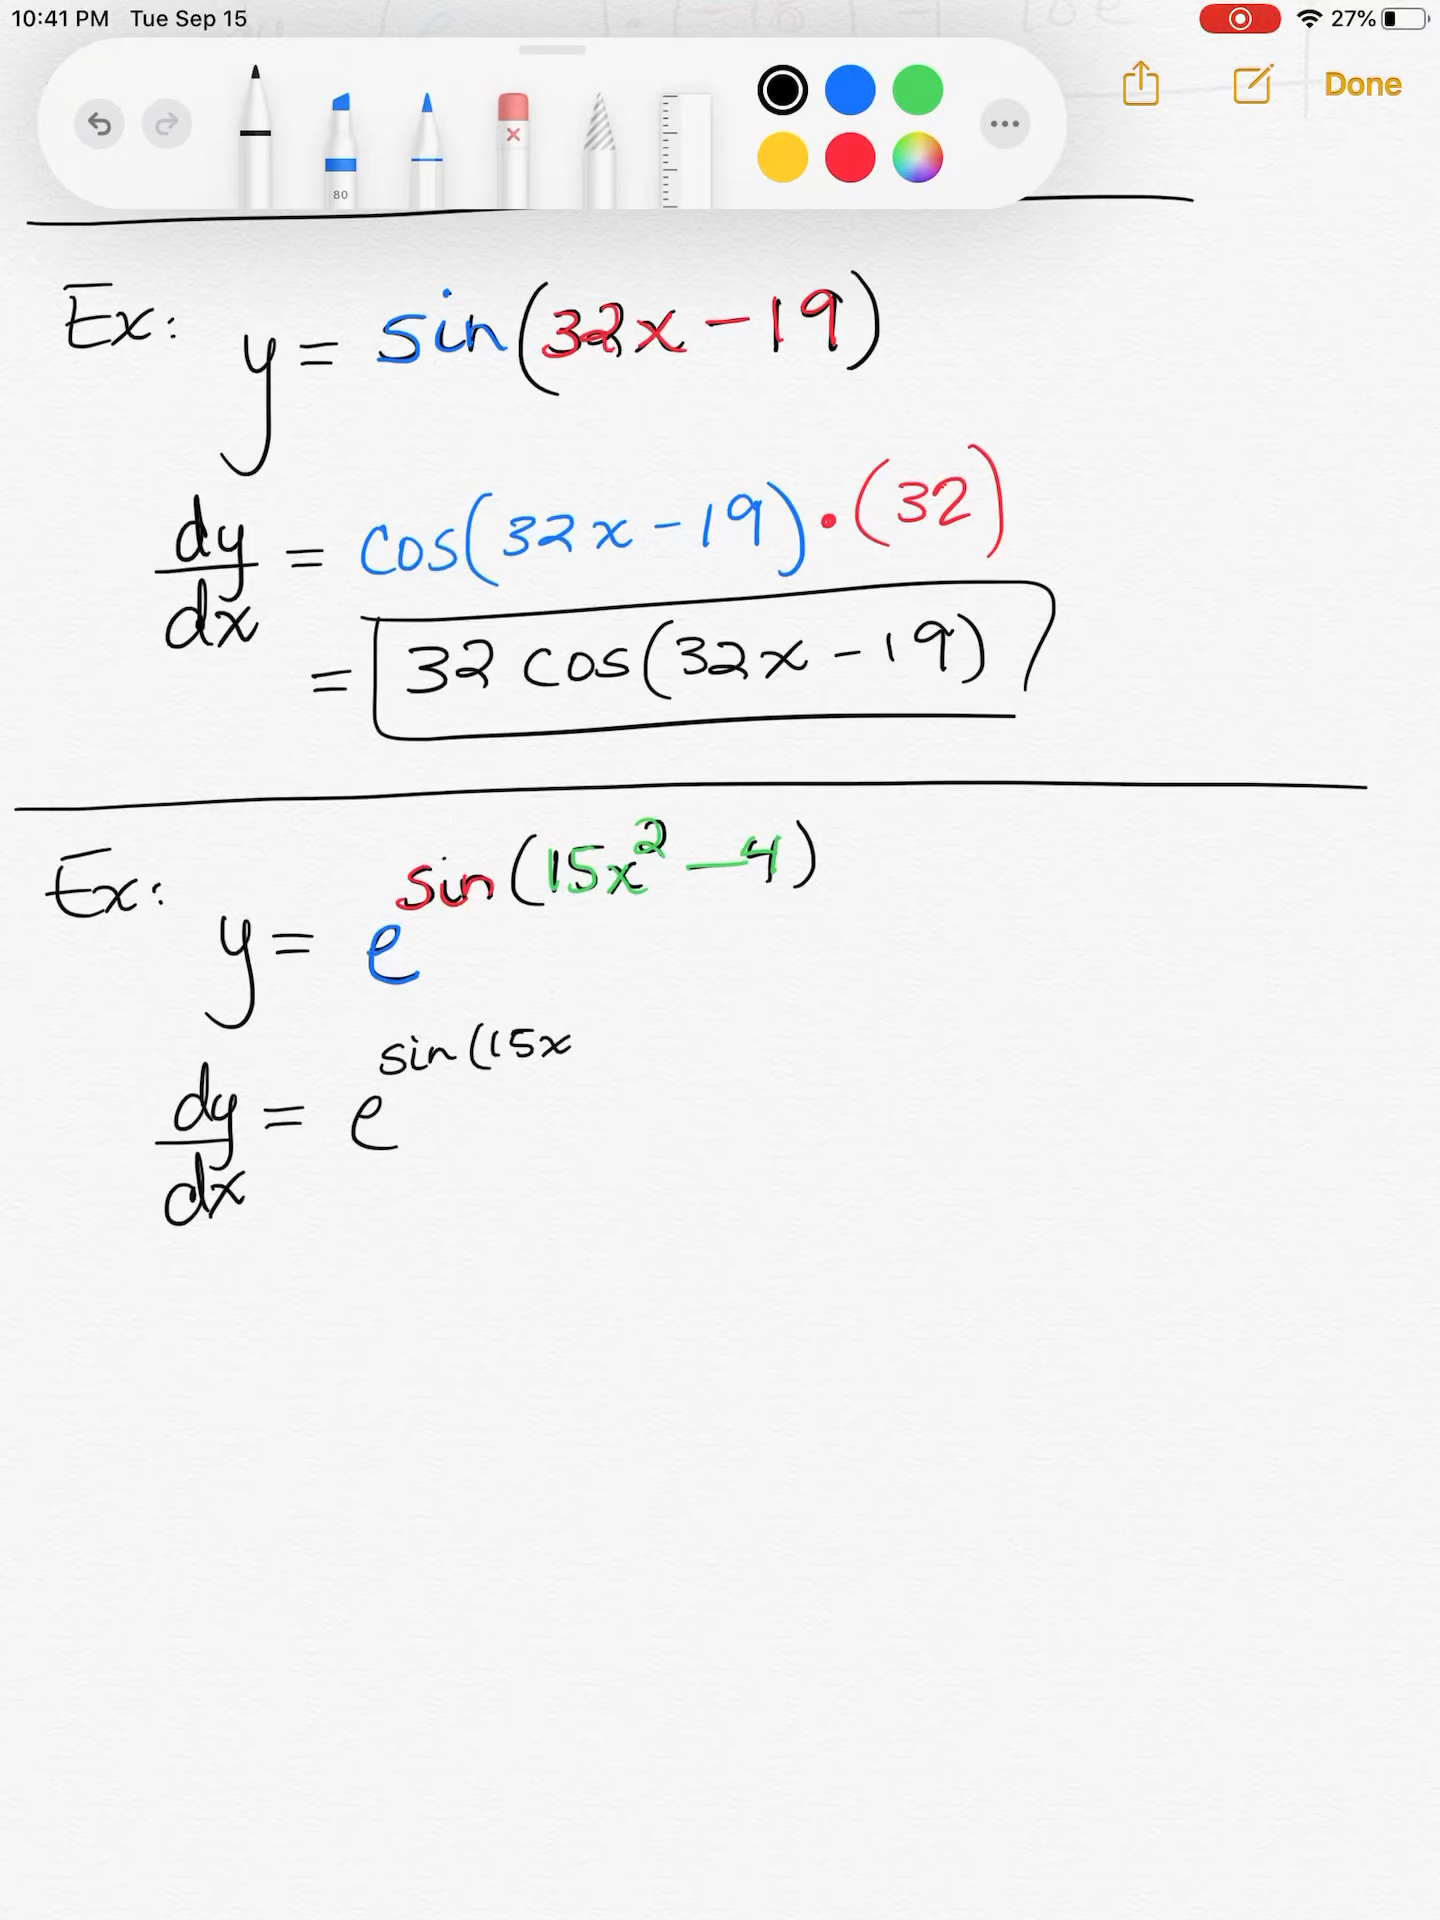 10:41 PM Tue Sep 15 27%
Done
80
Ex: y = sin(32x - 19)
dy/dx = cos(32x - 19) • (32)
= 32 cos(32x - 19)
Ex: y = e^sin(15x² - 4)
dy/dx = e^sin(15x